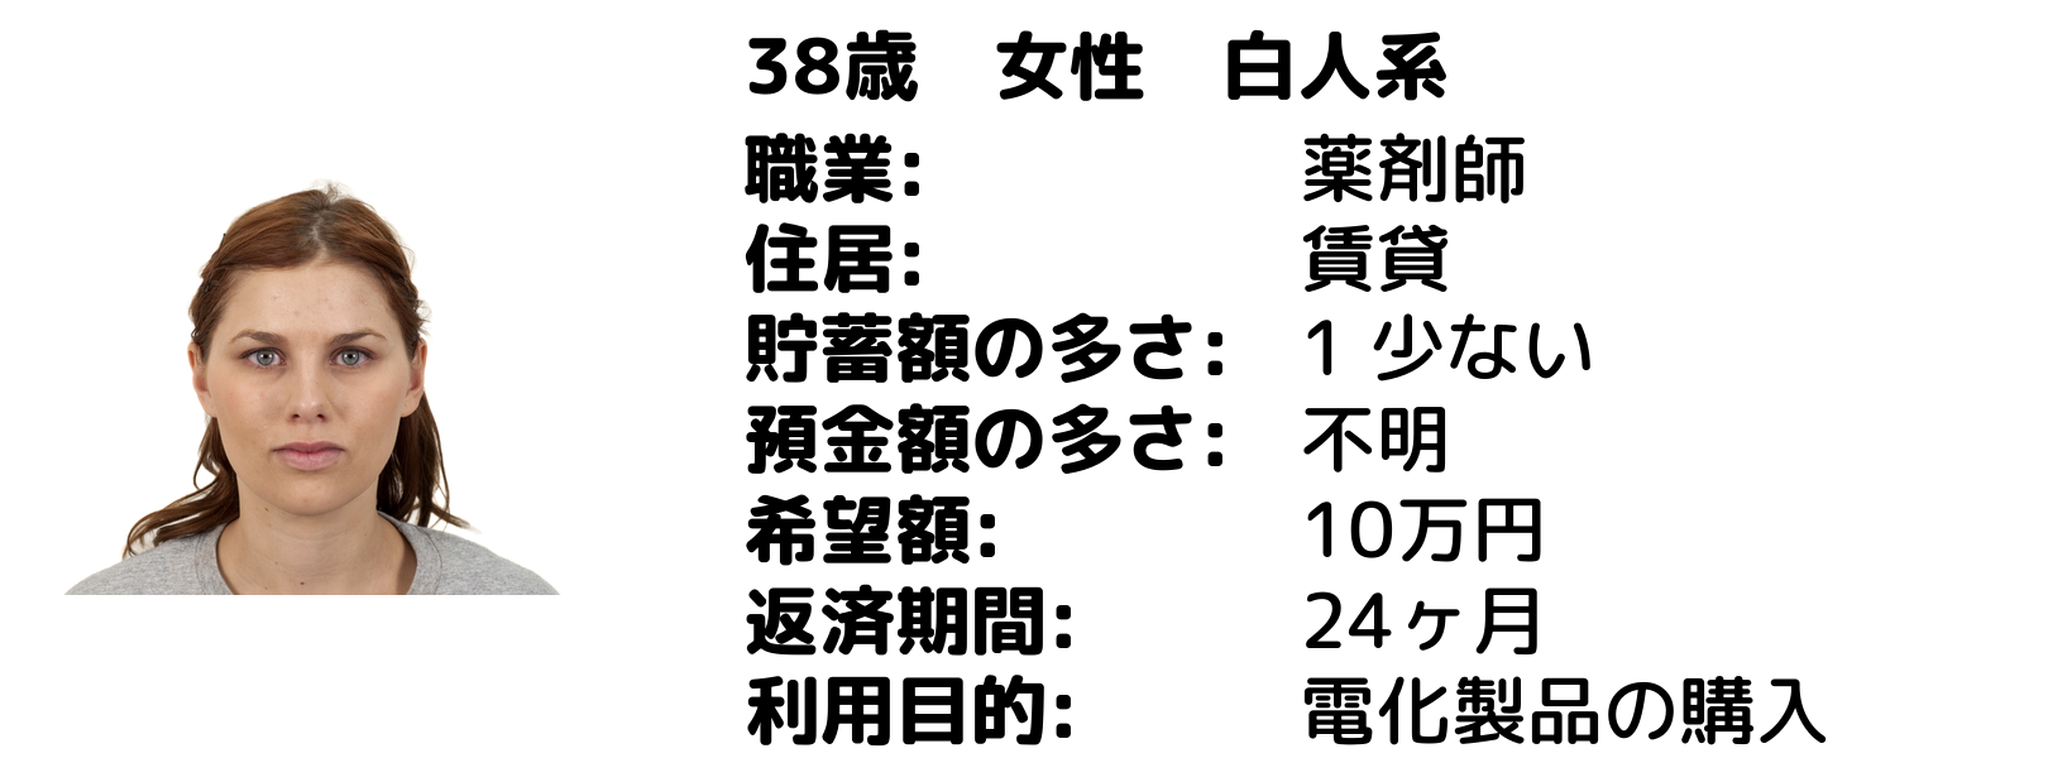 38歳　女性　白人系
職業: 薬剤師
住居: 賃貸
貯蓄額の多さ: 1 少ない
預金額の多さ: 不明
希望額: 10万円
返済期間: 24ヶ月
利用目的: 電化製品の購入